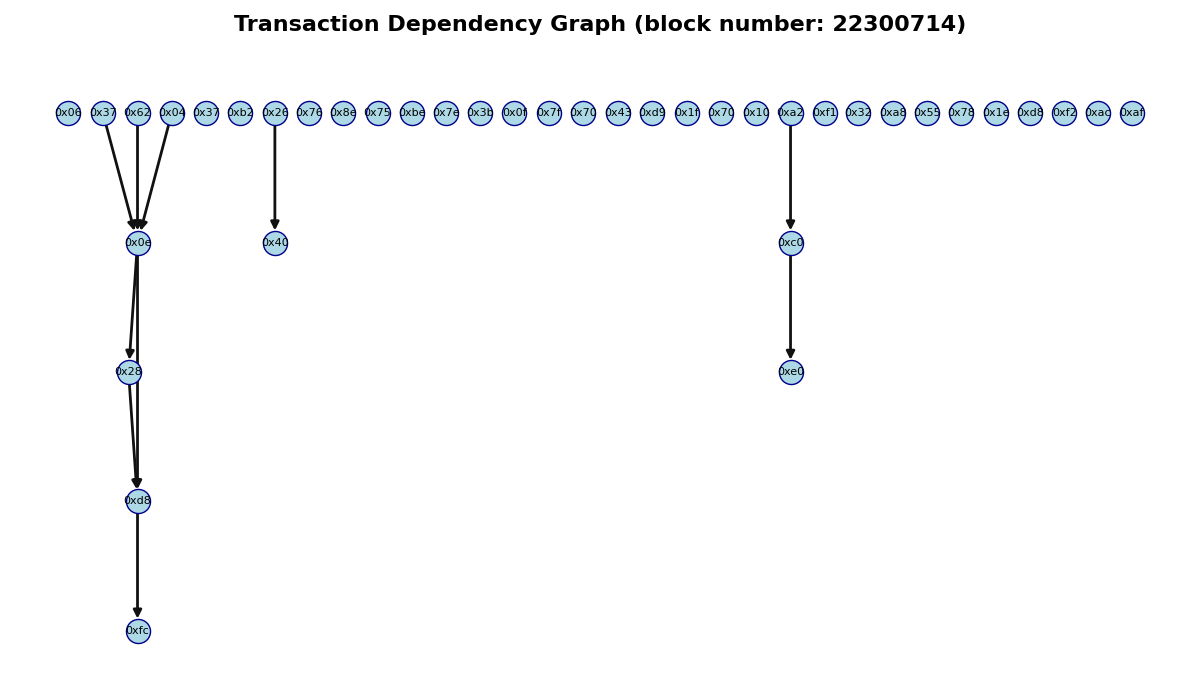 Transaction Dependency Graph (block number: 22300714)
0x06 0x37 0x62 0x04 0x37 0xb2 0x26 0x76 0x8e 0x75 0xbe 0x7e 0x3b 0x0f 0x7f 0x70 0x43 0xd9 0x1f 0x70 0x10 0xa2 0xf1 0x32 0xa8 0x55 0x78 0x1e 0xd8 0xf2 0xac 0xaf
0x0e 0x40 0xc0
0x28 0xe0
0xd8
0xfc